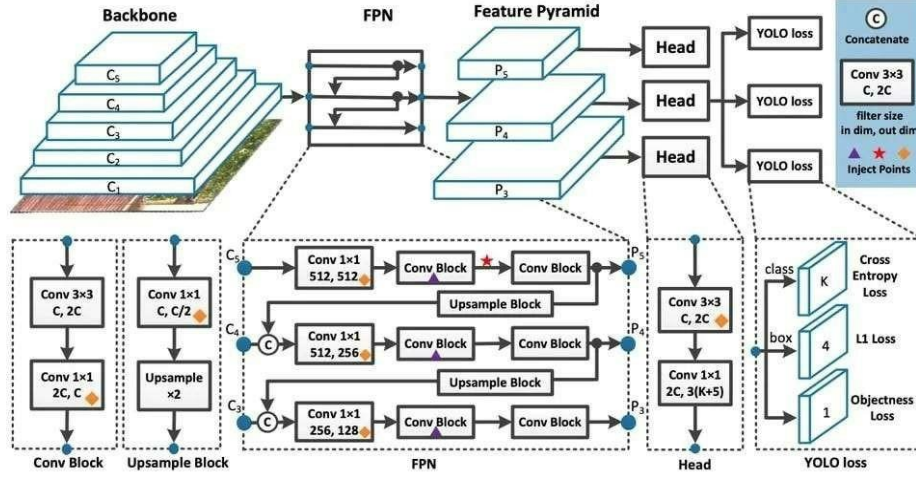 Backbone
FPN
Feature Pyramid
C5
C4
C3
C2
C1
P5
P4
P3
Head
Head
Head
YOLO loss
YOLO loss
YOLO loss
C
Concatenate
Conv 3×3
C, 2C
filter size
in dim, out dim
Inject Points
Conv 3×3
C, 2C
Conv 1×1
2C, C
Conv Block
Conv 1×1
C, C/2
Upsample
×2
Upsample Block
C5
Conv 1×1
512, 512
Conv Block
Conv Block
P5
Upsample Block
C4
C
Conv 1×1
512, 256
Conv Block
Conv Block
P4
Upsample Block
C3
C
Conv 1×1
256, 128
Conv Block
Conv Block
P3
FPN
Conv 3×3
C, 2C
Conv 1×1
2C, 3(K+5)
Head
class
K
Cross
Entropy
Loss
box
4
L1 Loss
1
Objectness
Loss
YOLO loss